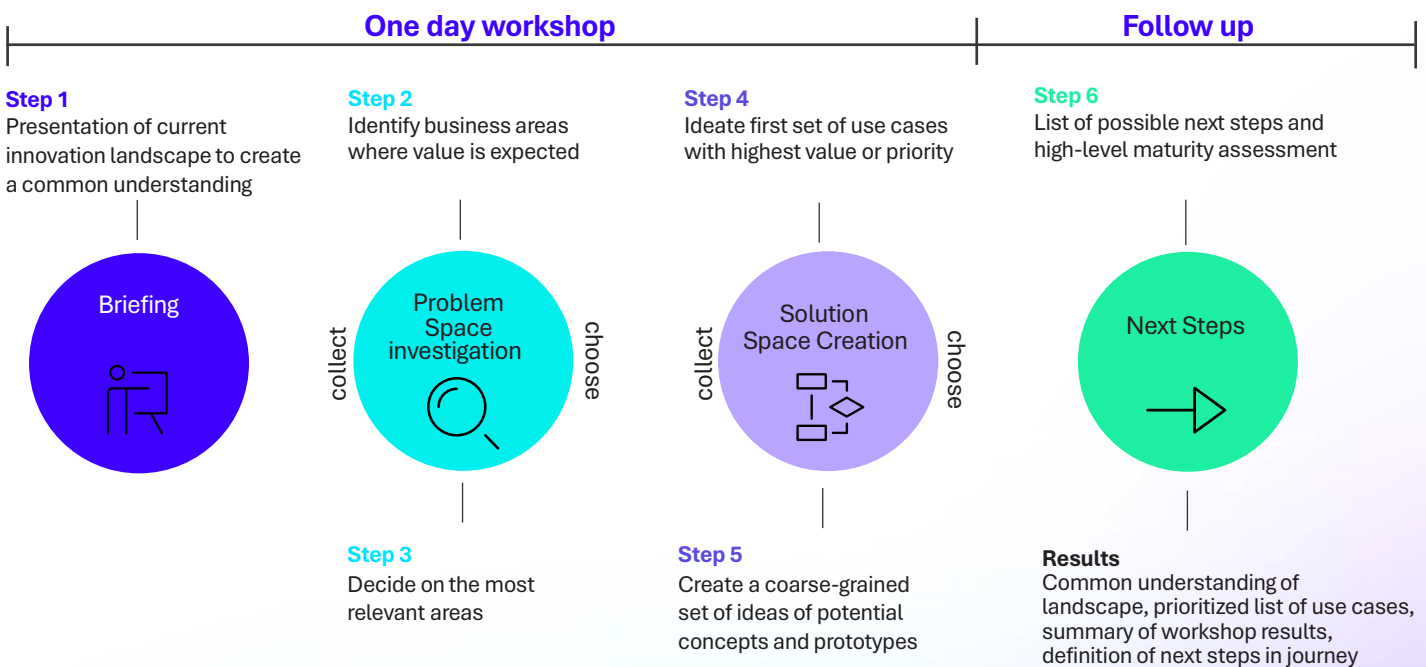 One day workshop
Follow up
Step 1
Presentation of current
innovation landscape to create
a common understanding
Step 2
Identify business areas
where value is expected
Step 4
Ideate first set of use cases
with highest value or priority
Step 6
List of possible next steps and
high-level maturity assessment
Briefing
collect
Problem
Space
investigation
choose
collect
Solution
Space Creation
choose
Next Steps
Step 3
Decide on the most
relevant areas
Step 5
Create a coarse-grained
set of ideas of potential
concepts and prototypes
Results
Common understanding of
landscape, prioritized list of use cases,
summary of workshop results,
definition of next steps in journey